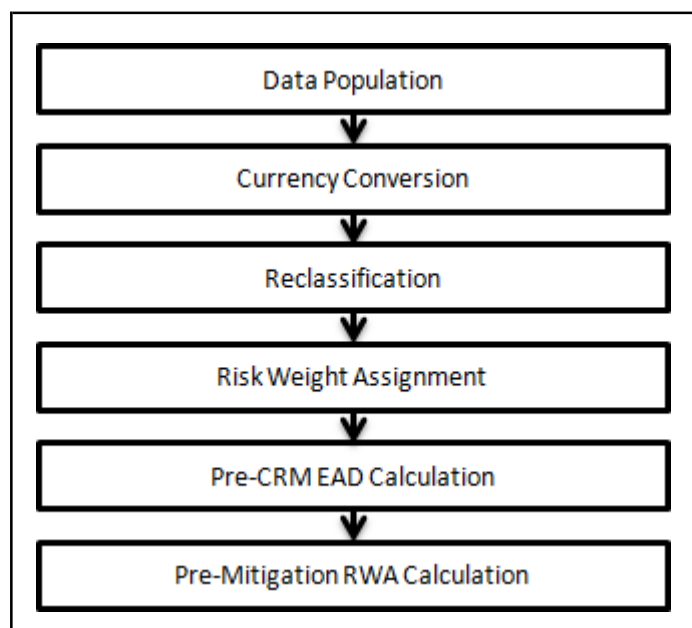 Data Population
Currency Conversion
Reclassification
Risk Weight Assignment
Pre-CRM EAD Calculation
Pre-Mitigation RWA Calculation